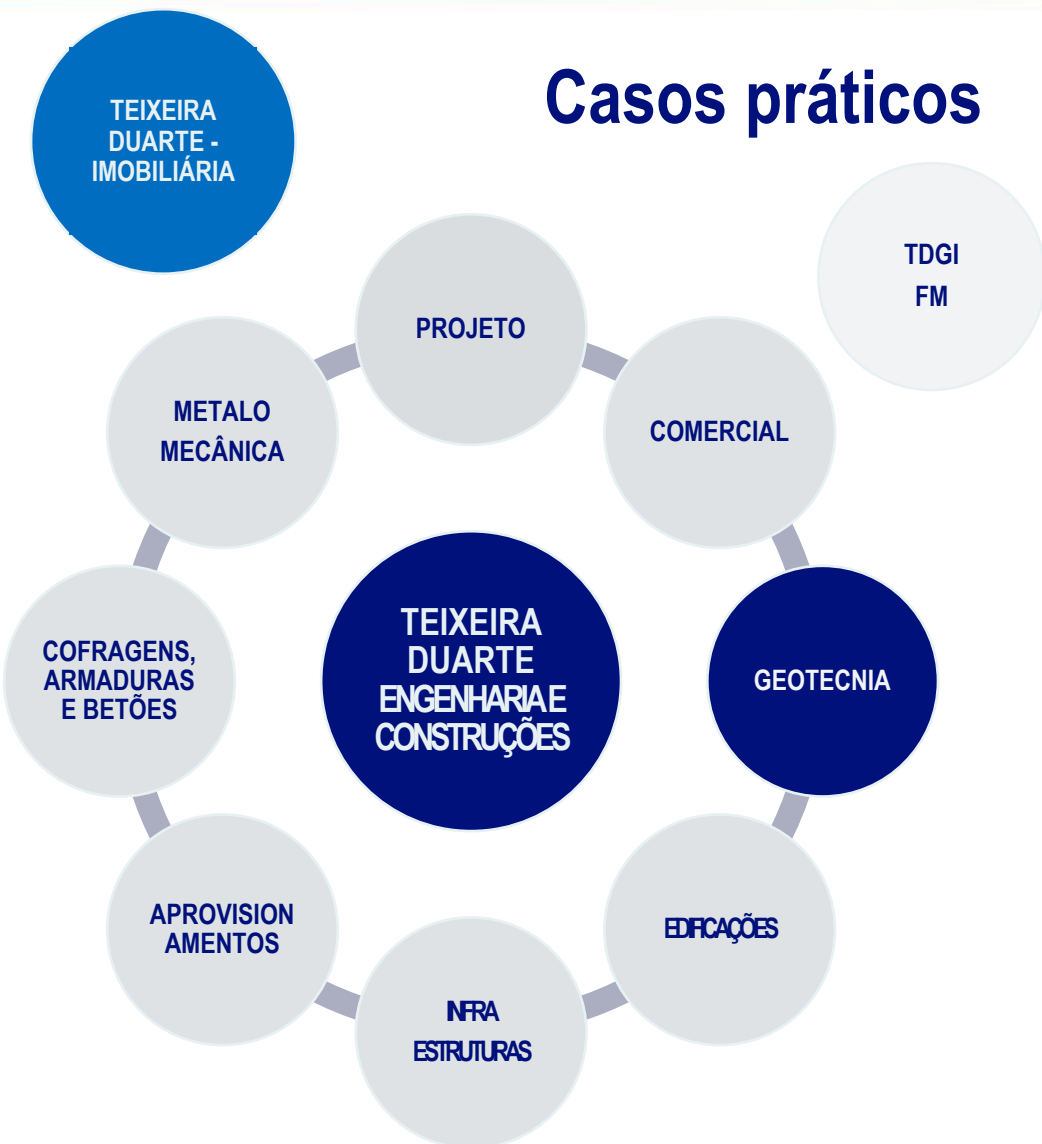 Casos práticos
TEIXEIRA
DUARTE -
IMOBILIÁRIA
TDGI
FM
PROJETO
METALO
MECÂNICA
COMERCIAL
COFRAGENS,
ARMADURAS
E BETÕES
TEIXEIRA
DUARTE
ENGENHARIA E
CONSTRUÇÕES
GEOTECNIA
APROVISION
AMENTOS
EDIFICAÇÕES
INFRA
ESTRUTURAS